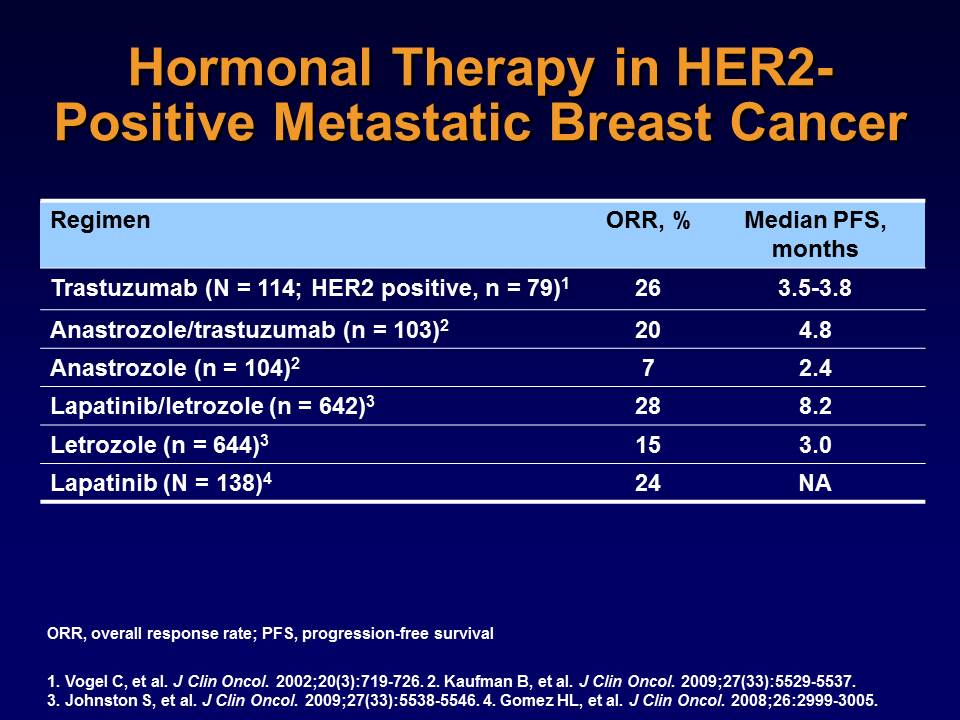 Hormonal Therapy in HER2-
Positive Metastatic Breast Cancer
Regimen ORR, % Median PFS,
months
Trastuzumab (N = 114; HER2 positive, n = 79)1 26 3.5-3.8
Anastrozole/trastuzumab (n = 103)2 20 4.8
Anastrozole (n = 104)2 7 2.4
Lapatinib/letrozole (n = 642)3 28 8.2
Letrozole (n = 644)3 15 3.0
Lapatinib (N = 138)4 24 NA
ORR, overall response rate; PFS, progression-free survival
1. Vogel C, et al. J Clin Oncol. 2002;20(3):719-726. 2. Kaufman B, et al. J Clin Oncol. 2009;27(33):5529-5537.
3. Johnston S, et al. J Clin Oncol. 2009;27(33):5538-5546. 4. Gomez HL, et al. J Clin Oncol. 2008;26:2999-3005.